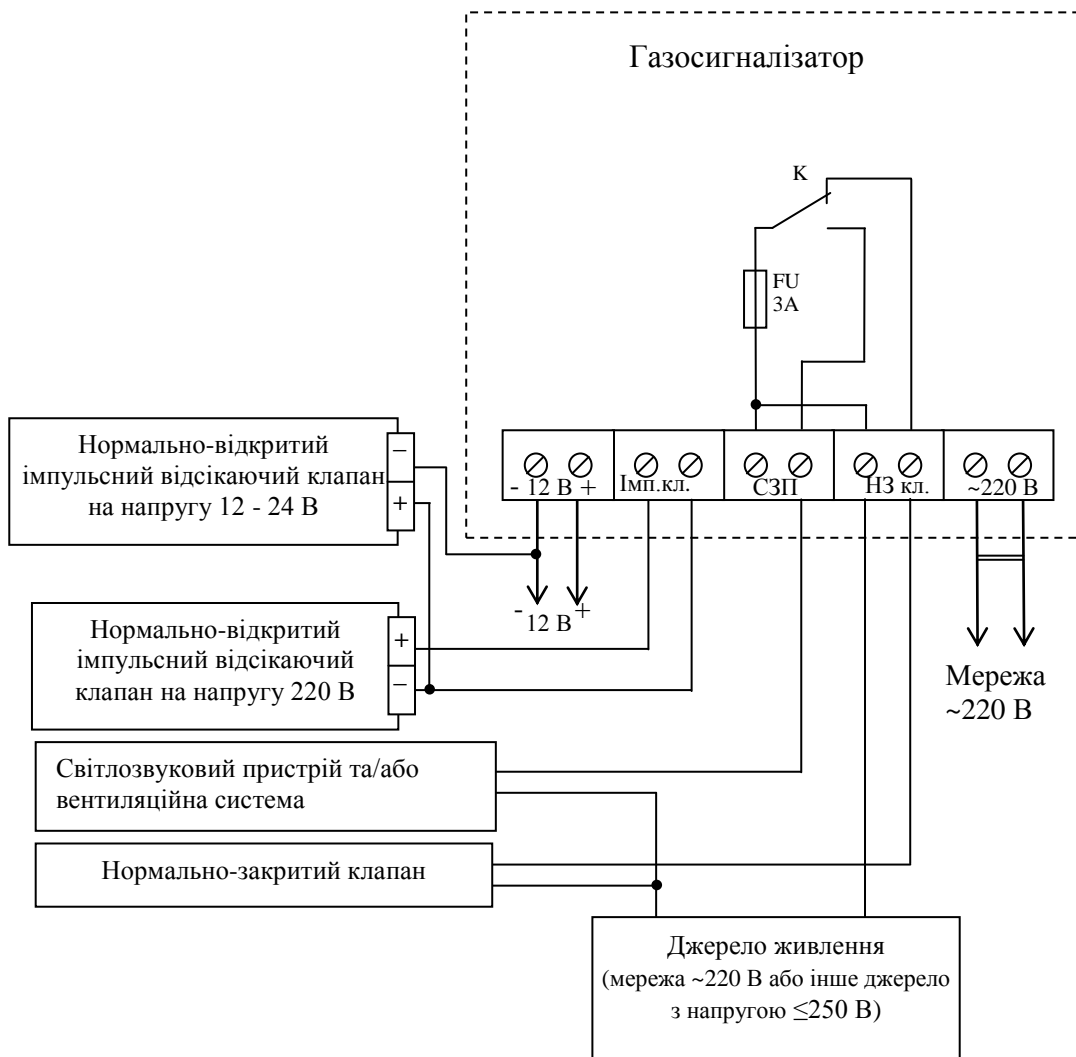 Газосигналізатор
K
FU
3А
Нормально-відкритий
імпульсний відсікаючий клапан
на напругу 12 - 24 В
−
+
- 12 В +
Імп.кл.
СЗП
НЗ кл.
~220 В
- 12 В +
Нормально-відкритий
імпульсний відсікаючий
клапан на напругу 220 В
+
−
Мережа
~220 В
Світлозвуковий пристрій та/або
вентиляційна система
Нормально-закритий клапан
Джерело живлення
(мережа ~220 В або інше джерело
з напругою ≤250 В)